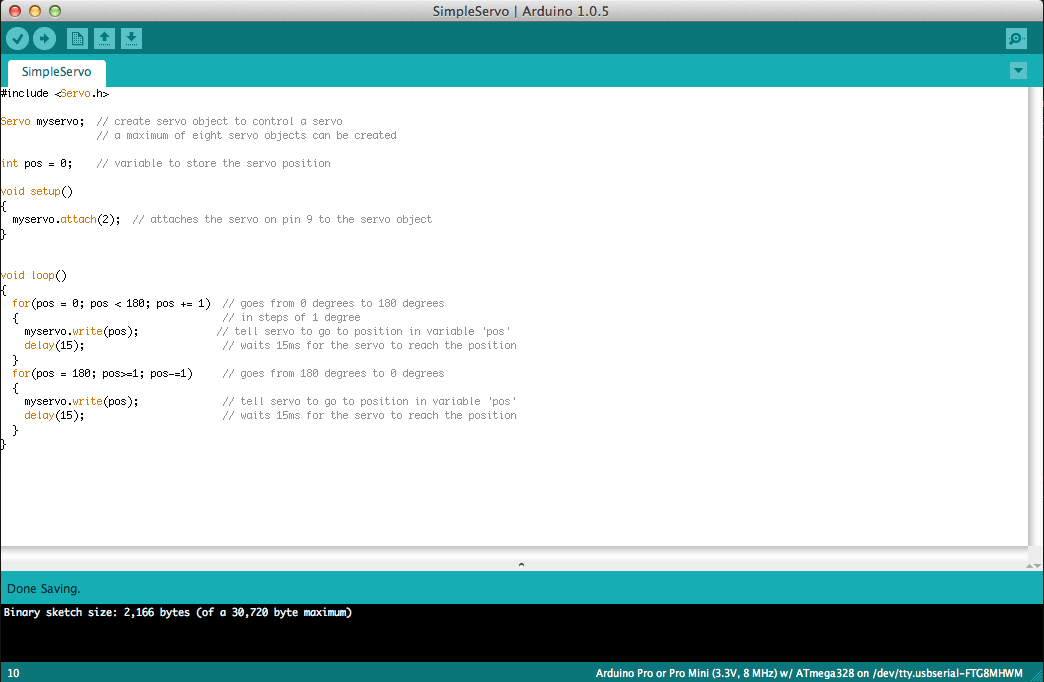 SimpleServo | Arduino 1.0.5
SimpleServo
#include <Servo.h>
Servo myservo;  // create servo object to control a servo
                // a maximum of eight servo objects can be created
int pos = 0;    // variable to store the servo position
void setup()
{
  myservo.attach(2);  // attaches the servo on pin 9 to the servo object
}
void loop()
{
  for(pos = 0; pos < 180; pos += 1)  // goes from 0 degrees to 180 degrees
  {                                  // in steps of 1 degree
    myservo.write(pos);             // tell servo to go to position in variable 'pos'
    delay(15);                       // waits 15ms for the servo to reach the position
  }
  for(pos = 180; pos>=1; pos-=1)     // goes from 180 degrees to 0 degrees
  {
    myservo.write(pos);              // tell servo to go to position in variable 'pos'
    delay(15);                       // waits 15ms for the servo to reach the position
  }
}
Done Saving.
Binary sketch size: 2,166 bytes (of a 30,720 byte maximum)
10 Arduino Pro or Pro Mini (3.3V, 8 MHz) w/ ATmega328 on /dev/tty.usbserial-FTG8MHWM